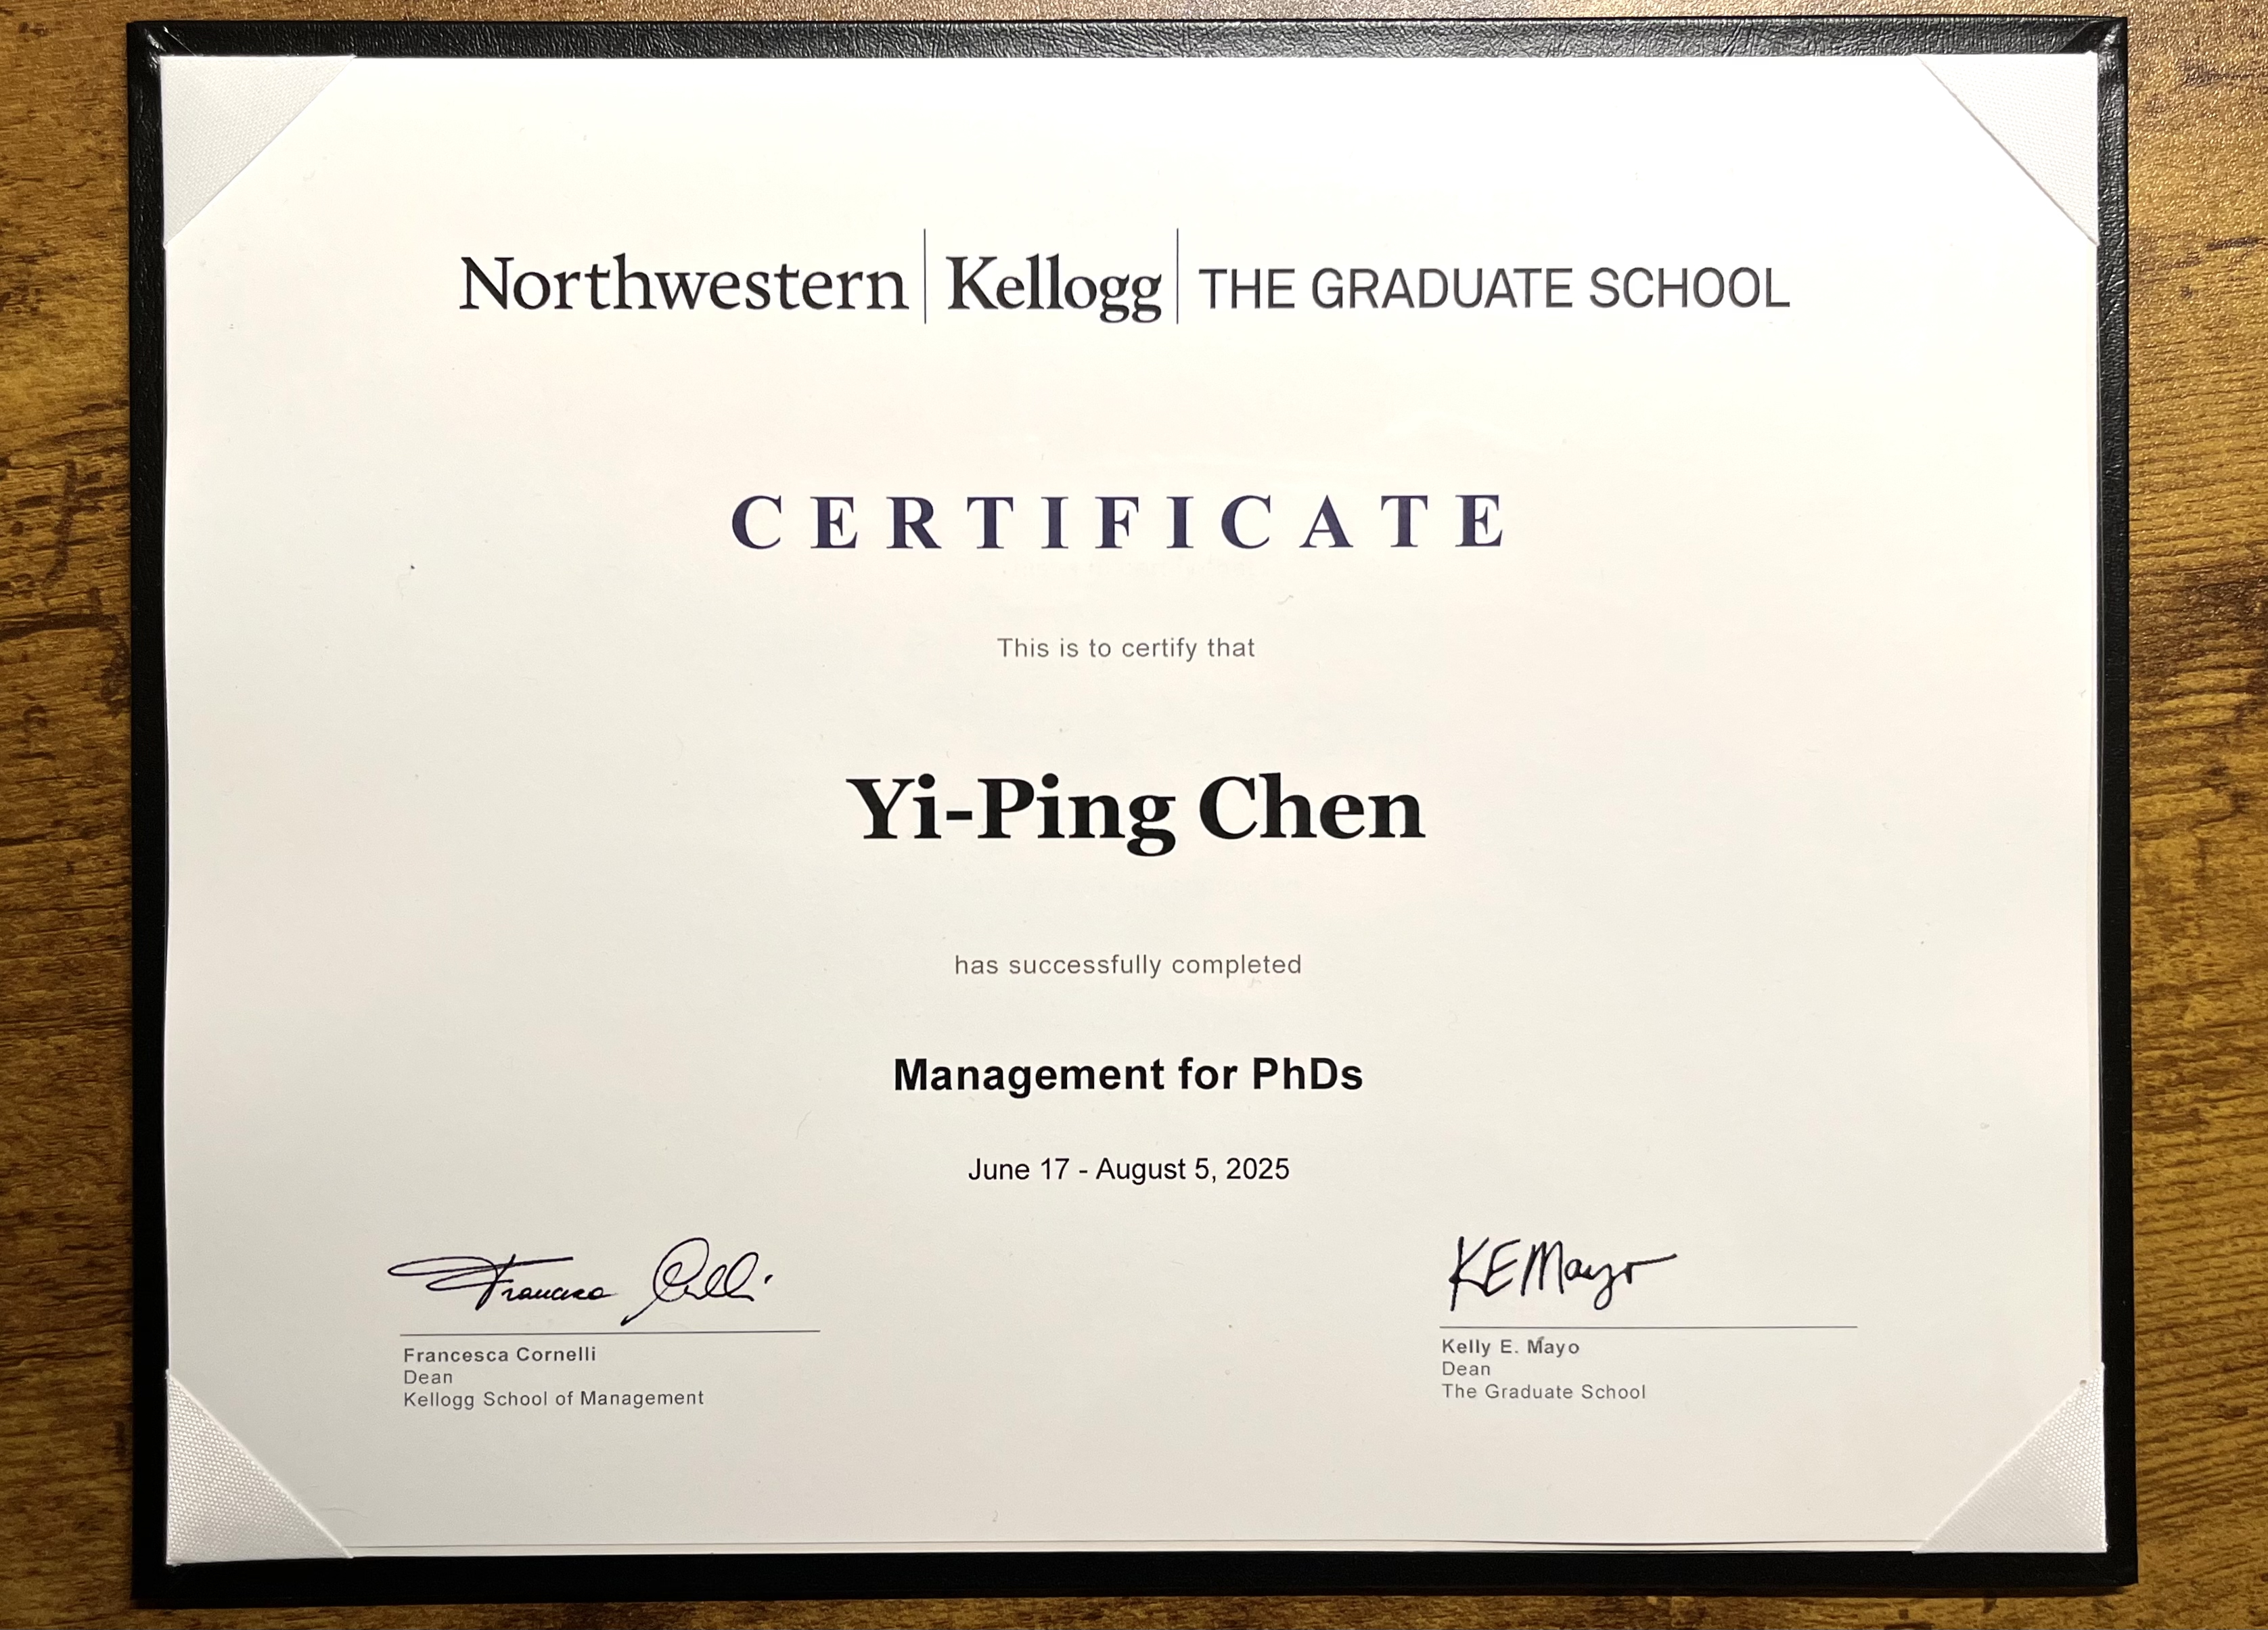 Northwestern | Kellogg | THE GRADUATE SCHOOL
CERTIFICATE
This is to certify that
Yi-Ping Chen
has successfully completed
Management for PhDs
June 17 - August 5, 2025
Francesca Cornelli
KEMayo
Francesca Cornelli
Dean
Kellogg School of Management
Kelly E. Mayo
Dean
The Graduate School